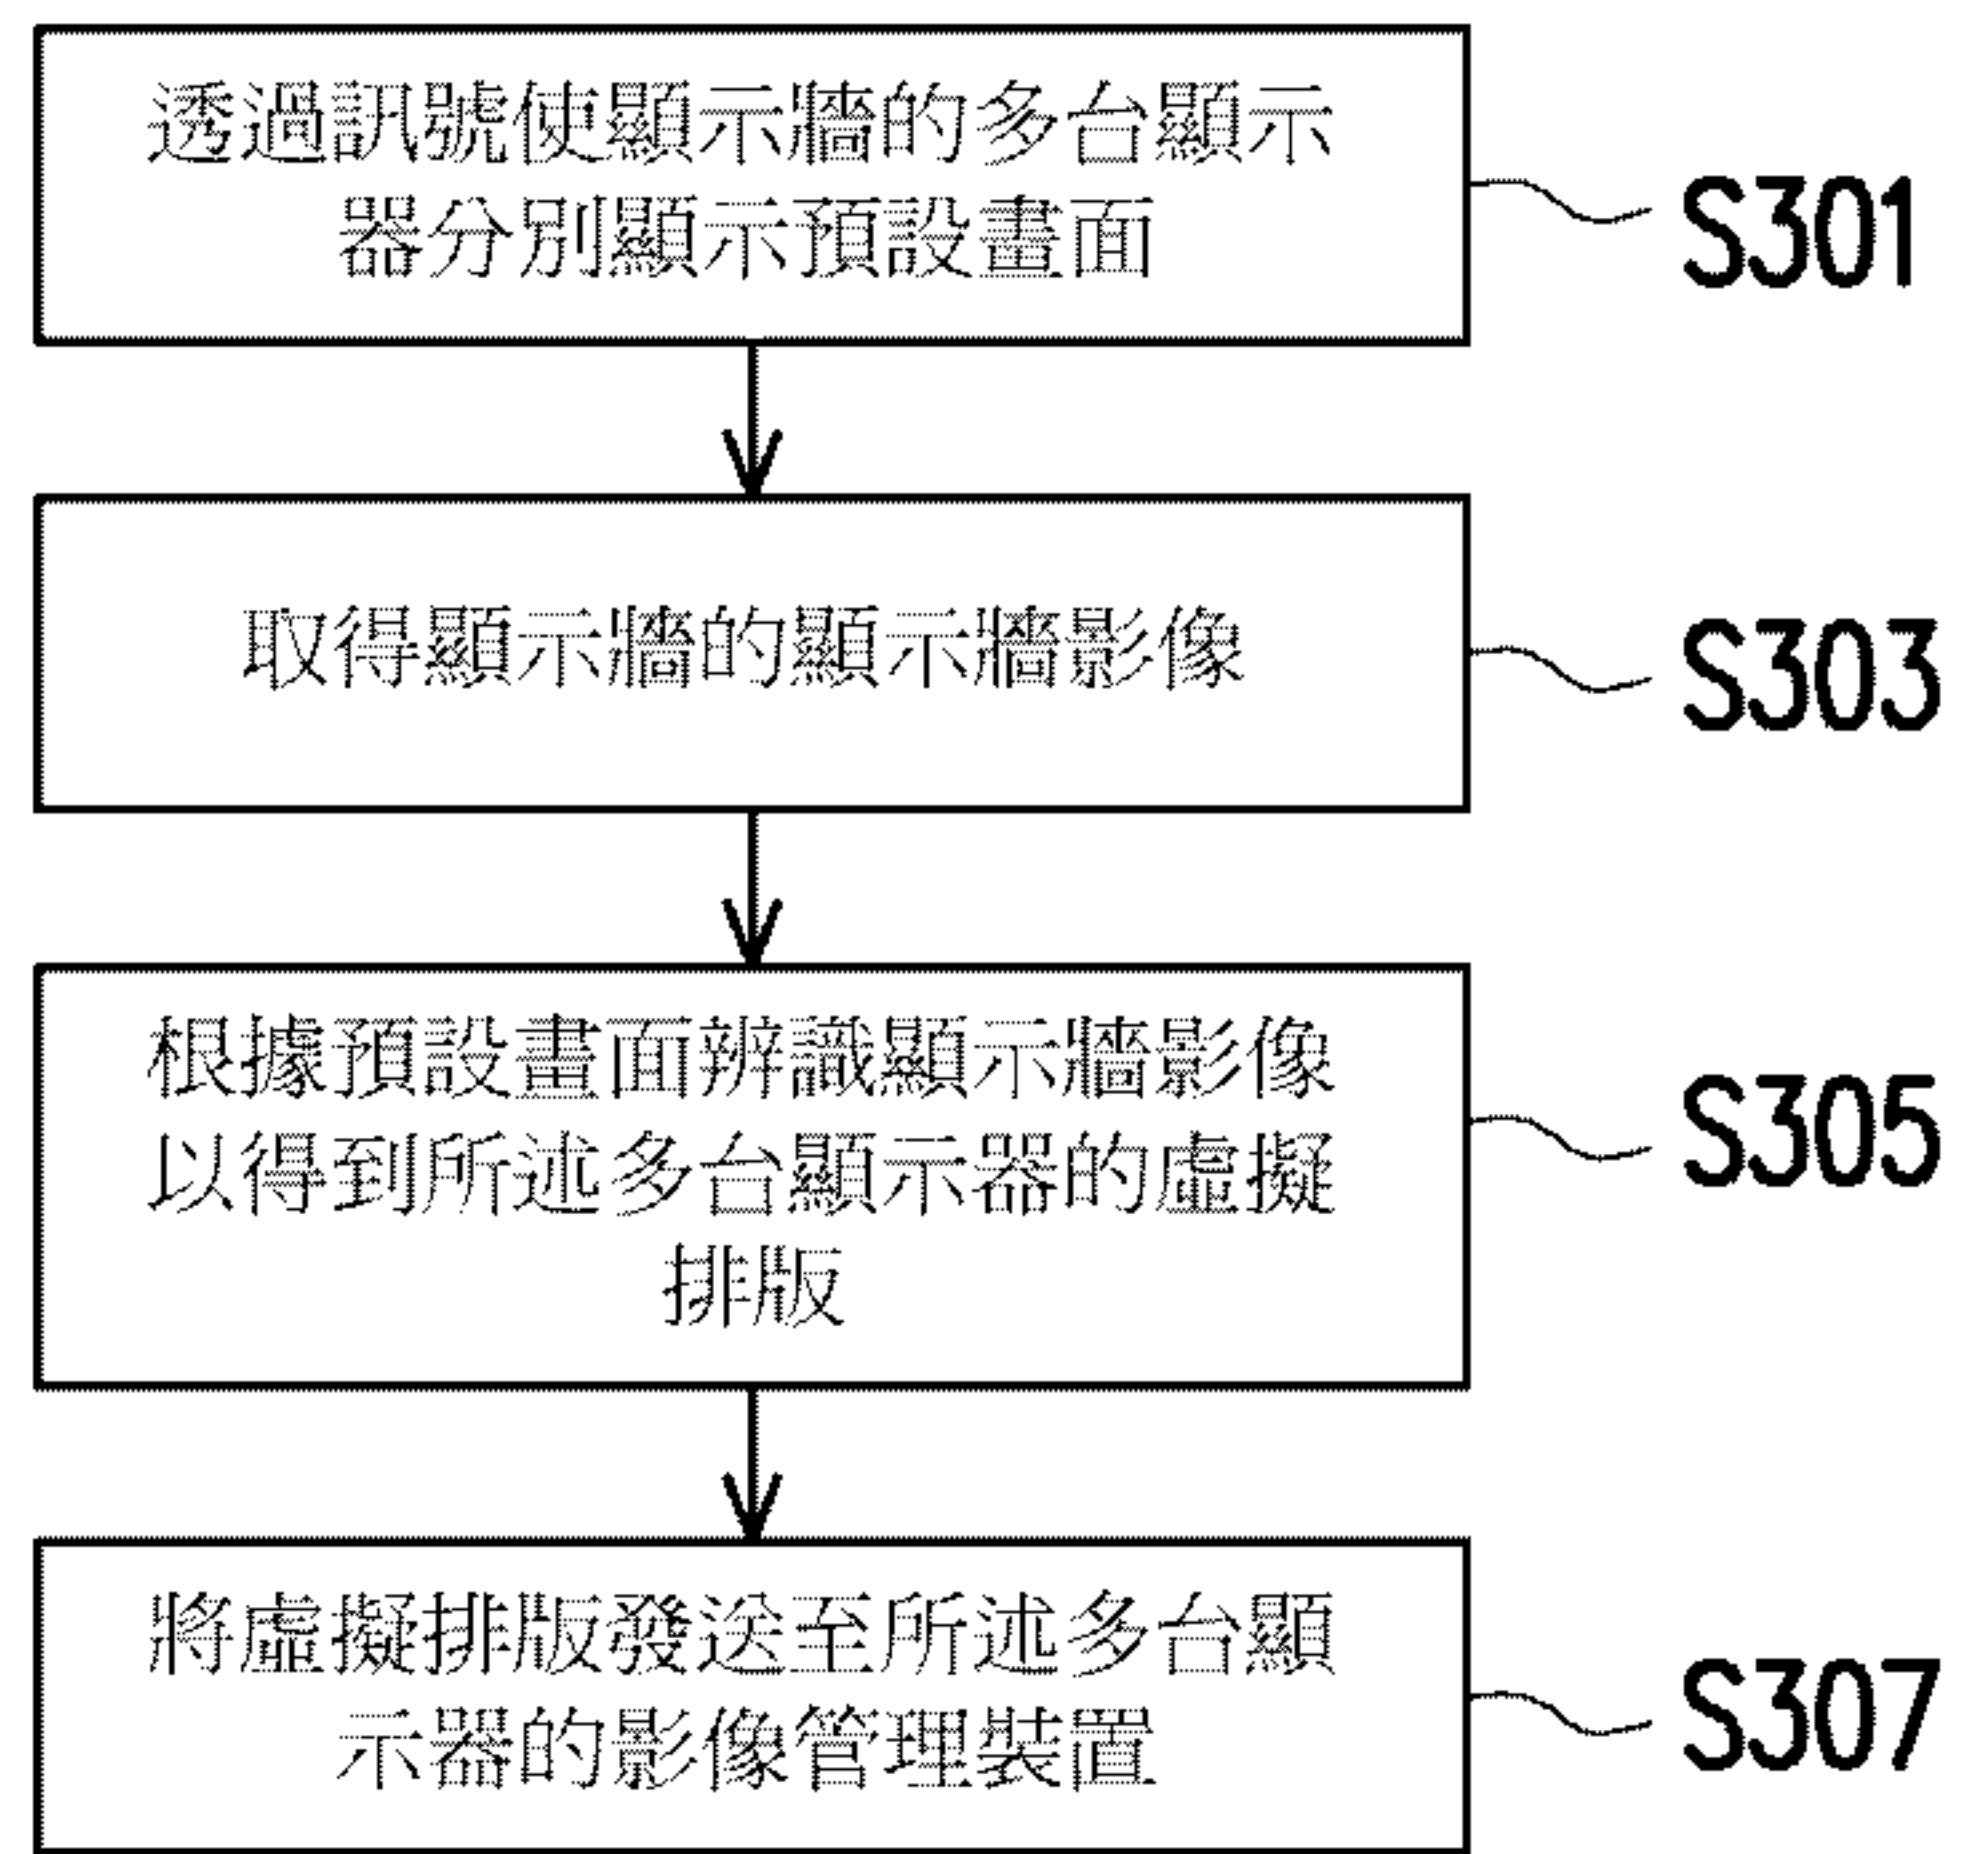 透過訊號使顯示牆的多台顯示
器分別顯示預設畫面
S301
取得顯示牆的顯示牆影像
S303
根據預設畫面辨識顯示牆影像
以得到所述多台顯示器的虛擬
排版
S305
將虛擬排版發送至所述多台顯
示器的影像管理裝置
S307